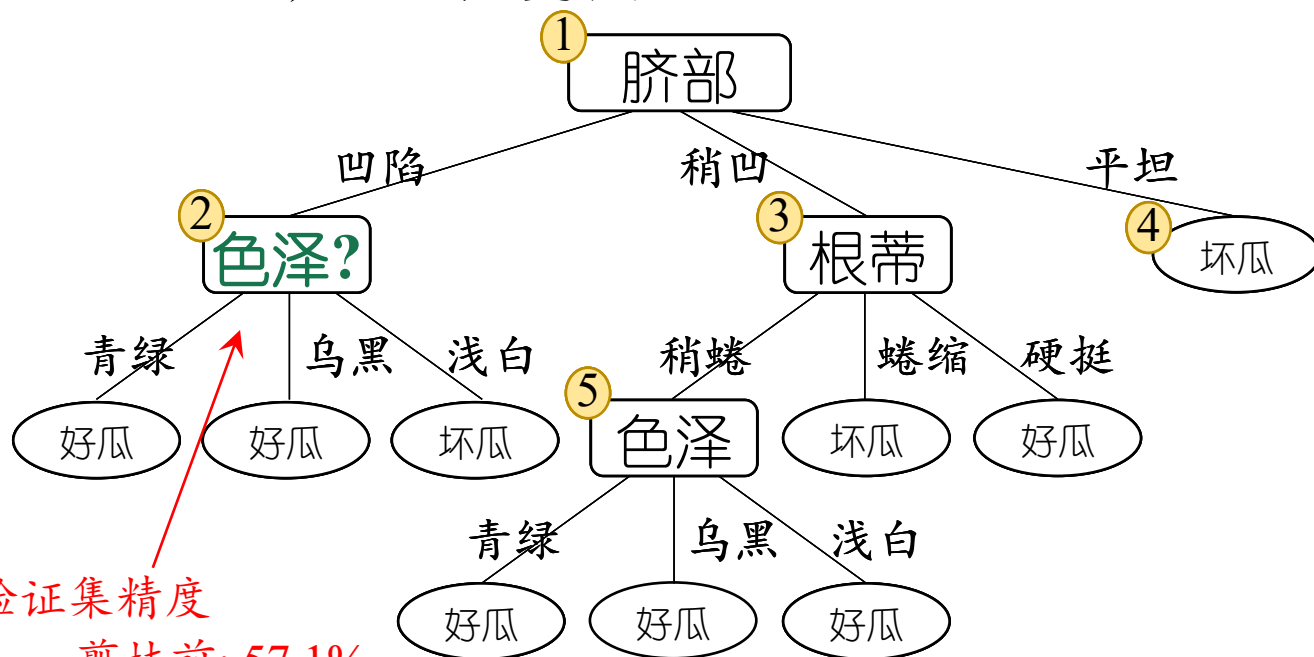 1
脐部
凹陷 稍凹 平坦
2 3 4
色泽? 根蒂 坏瓜
青绿 乌黑 浅白 稍蜷 蜷缩 硬挺
5
好瓜 好瓜 坏瓜 色泽 坏瓜 好瓜
青绿 乌黑 浅白
验证集精度
好瓜 好瓜 好瓜
57.1%